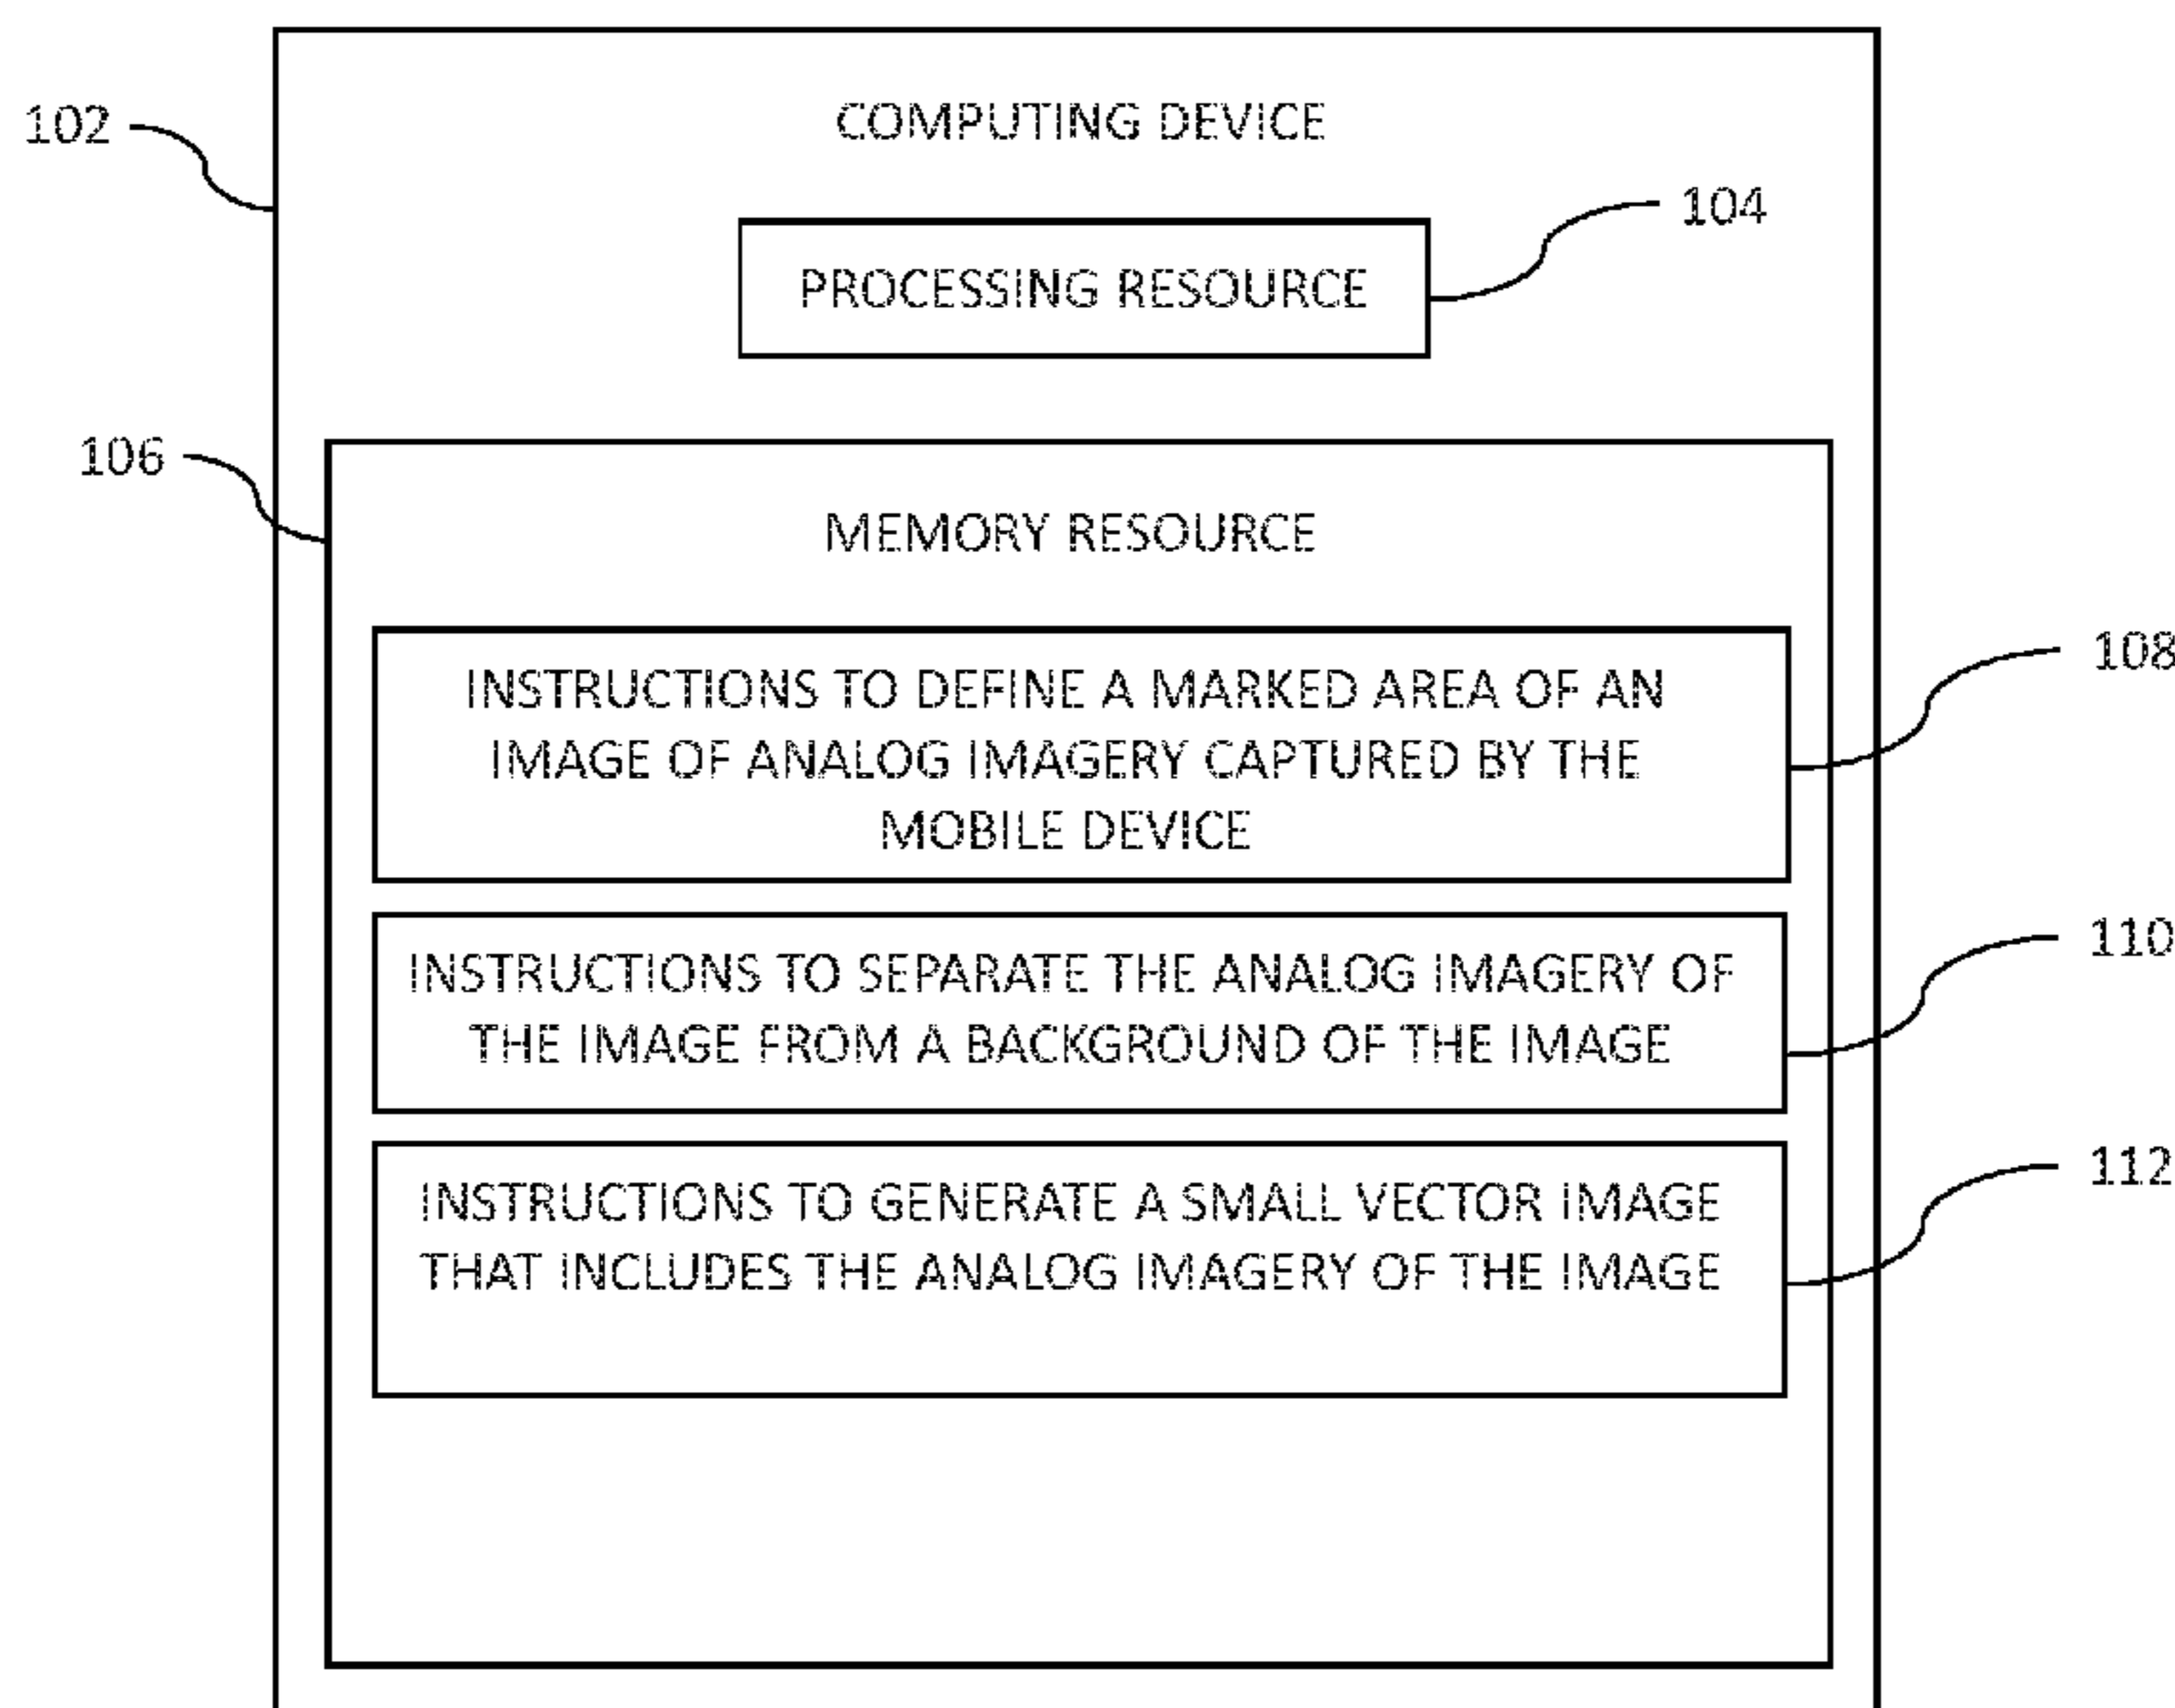 102
COMPUTING DEVICE
104
PROCESSING RESOURCE
106
MEMORY RESOURCE
108
INSTRUCTIONS TO DEFINE A MARKED AREA OF AN
IMAGE OF ANALOG IMAGERY CAPTURED BY THE
MOBILE DEVICE
110
INSTRUCTIONS TO SEPARATE THE ANALOG IMAGERY OF
THE IMAGE FROM A BACKGROUND OF THE IMAGE
112
INSTRUCTIONS TO GENERATE A SMALL VECTOR IMAGE
THAT INCLUDES THE ANALOG IMAGERY OF THE IMAGE